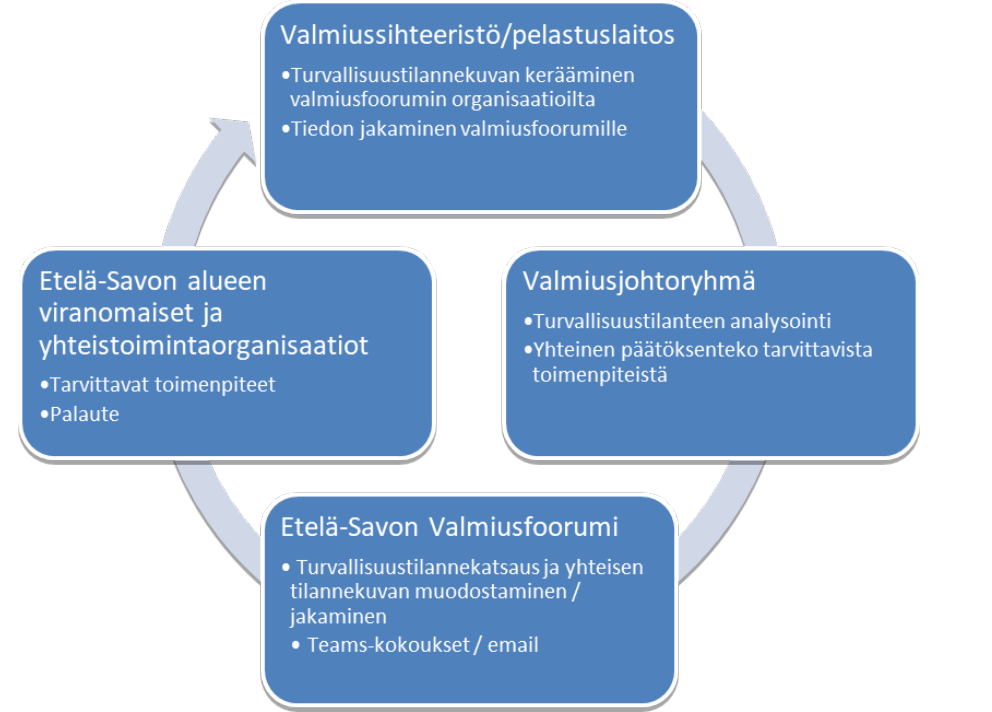 Valmiussihteeristö/pelastuslaitos
•Turvallisuustilannekuvan kerääminen
valmiusfoorumin organisaatioilta
•Tiedon jakaminen valmiusfoorumille
Valmiusjohtoryhmä
•Turvallisuustilanteen analysointi
•Yhteinen päätöksenteko tarvittavista
toimenpiteistä
Etelä-Savon Valmiusfoorumi
• Turvallisuustilannekatsaus ja yhteisen
tilannekuvan muodostaminen /
jakaminen
• Teams-kokoukset / email
Etelä-Savon alueen
viranomaiset ja
yhteistoimintaorganisaatiot
•Tarvittavat toimenpiteet
•Palaute